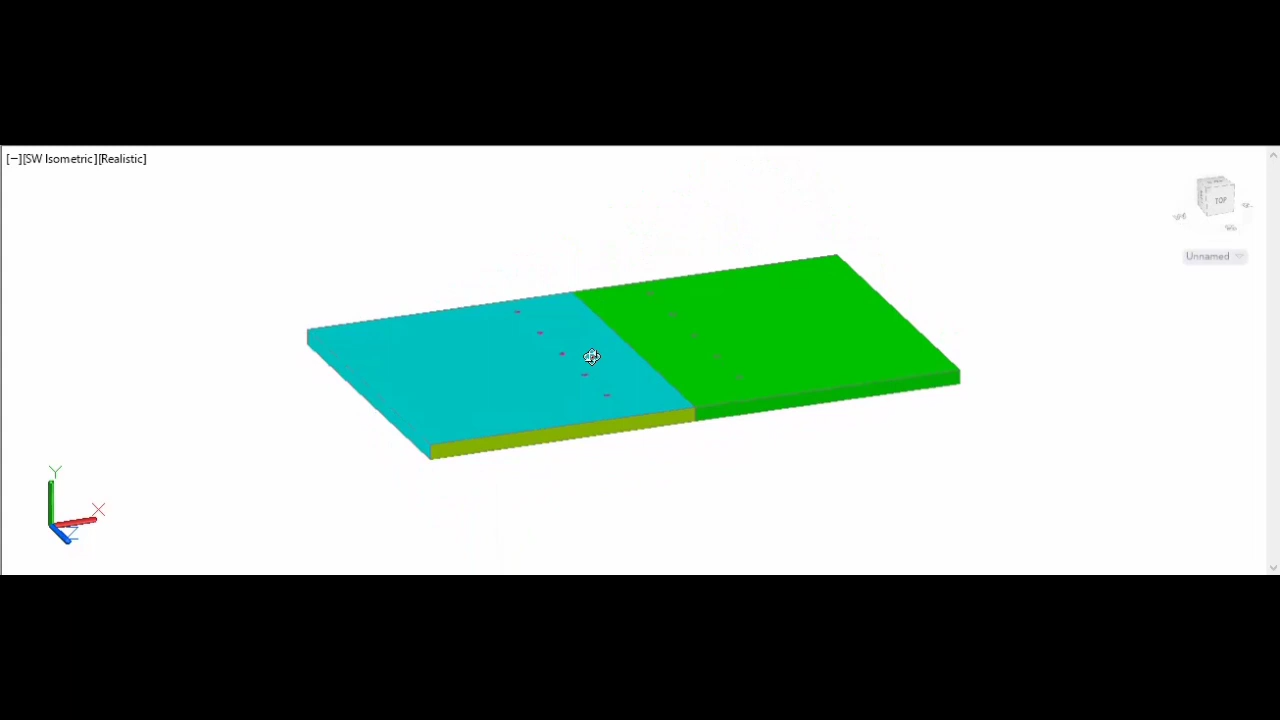 [−][SW Isometric][Realistic]
TOP
Unnamed
Y
X
Z